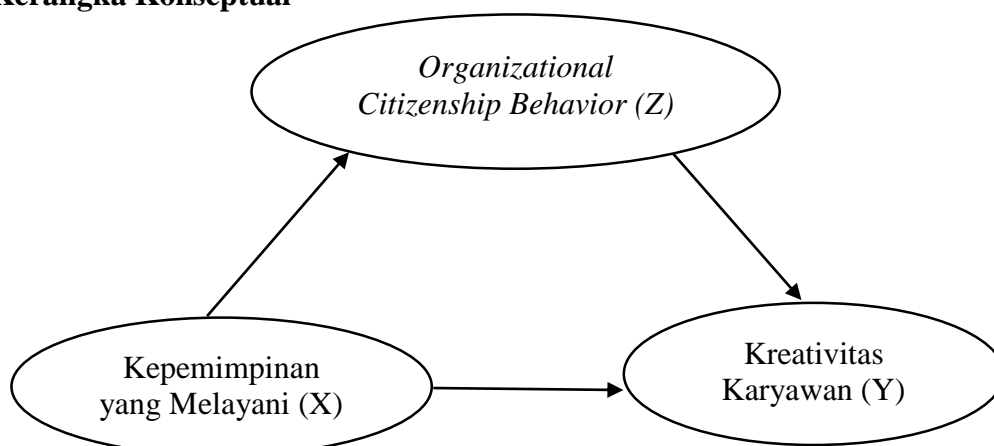 Kerangka Konseptual
Organizational
Citizenship Behavior (Z)
Kepemimpinan
yang Melayani (X)
Kreativitas
Karyawan (Y)